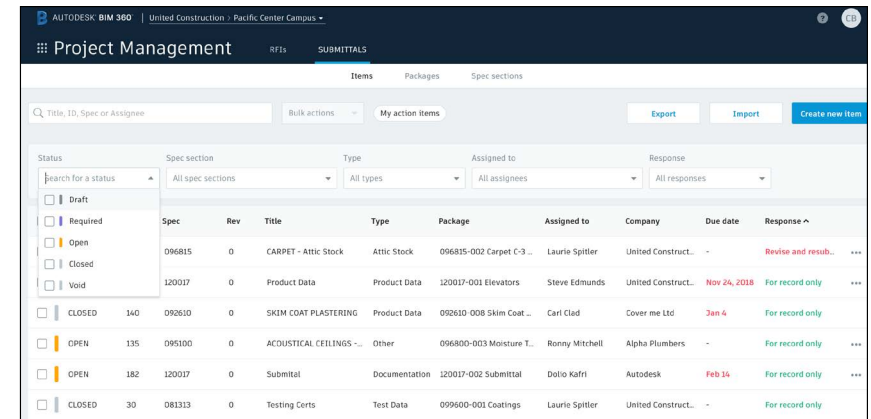 AUTODESK® BIM 360° | United Construction > Pacific Center Campus
? CB
Project Management RFIs SUBMITTALS
Items Packages Spec sections
Title, ID, Spec or Assignee Bulk actions My action items Export Import Create new item
Status Spec section Type Assigned to Response
Search for a status All spec sections All types All assignees All responses
Draft
Required
Open
Closed
Void
Spec Rev Title Type Package Assigned to Company Due date Response
096815 0 CARPET - Attic Stock Attic Stock 096815-002 Carpet C-3 ... Laurie Spitler United Construct... - Revise and resub...
120017 0 Product Data Product Data 120017-001 Elevators Steve Edmunds United Construct... Nov 24, 2018 For record only
CLOSED 140 092610 0 SKIM COAT PLASTERING Product Data 092610-008 Skim Coat ... Carl Clad Cover me Ltd Jan 4 For record only
OPEN 135 095100 0 ACOUSTICAL CEILINGS -... Other 096800-003 Moisture T... Ronny Mitchell Alpha Plumbers - For record only
OPEN 182 120017 0 Submital Documentation 120017-002 Submittal Dolio Kafri Autodesk Feb 14 For record only
CLOSED 30 081313 0 Testing Certs Test Data 099600-001 Coatings Laurie Spitler United Construct... - For record only